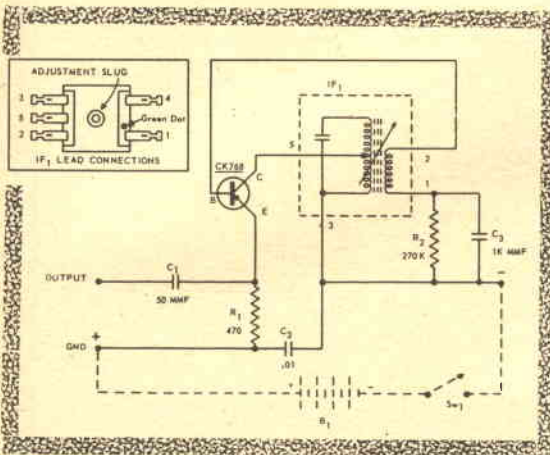 ADJUSTMENT SLUG
3
4
5
Green Dot
2
1
IF1 LEAD CONNECTIONS
IF1
5
2
CK768
C
B
1
E
3
R2
270 K
C3
1K MMF
OUTPUT
C1
50 MMF
R1
470
C2
.01
+
GND
-
+
-
B1
Sw1